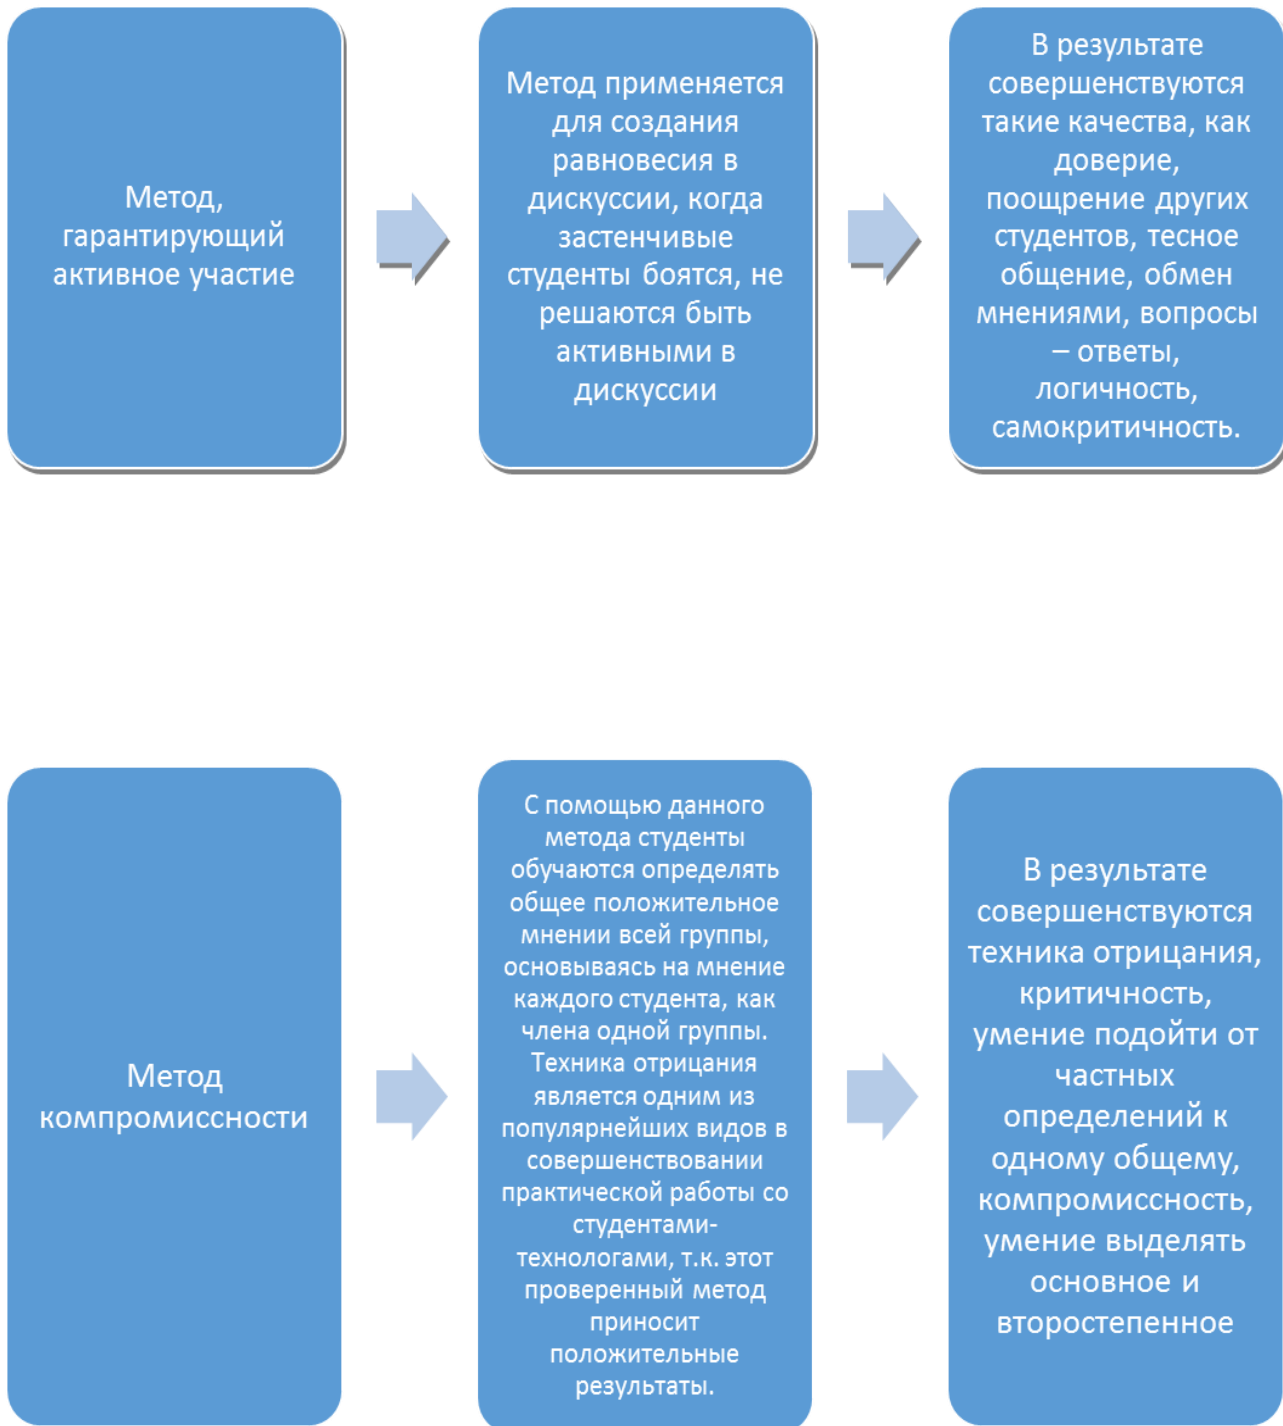 Метод,
гарантирующий
активное участие
Метод применяется
для создания
равновесия в
дискуссии, когда
застенчивые
студенты боятся, не
решаются быть
активными в
дискуссии
В результате
совершенствуются
такие качества, как
доверие,
поощрение других
студентов, тесное
общение, обмен
мнениями, вопросы
– ответы,
логичность,
самокритичность.
Метод
компромиссности
С помощью данного
метода студенты
обучаются определять
общее положительное
мнении всей группы,
основываясь на мнение
каждого студента, как
члена одной группы.
Техника отрицания
является одним из
популярнейших видов в
совершенствовании
практической работы со
студентами-
технологами, т.к. этот
проверенный метод
приносит
положительные
результаты.
В результате
совершенствуются
техника отрицания,
критичность,
умение подойти от
частных
определений к
одному общему,
компромиссность,
умение выделять
основное и
второстепенное